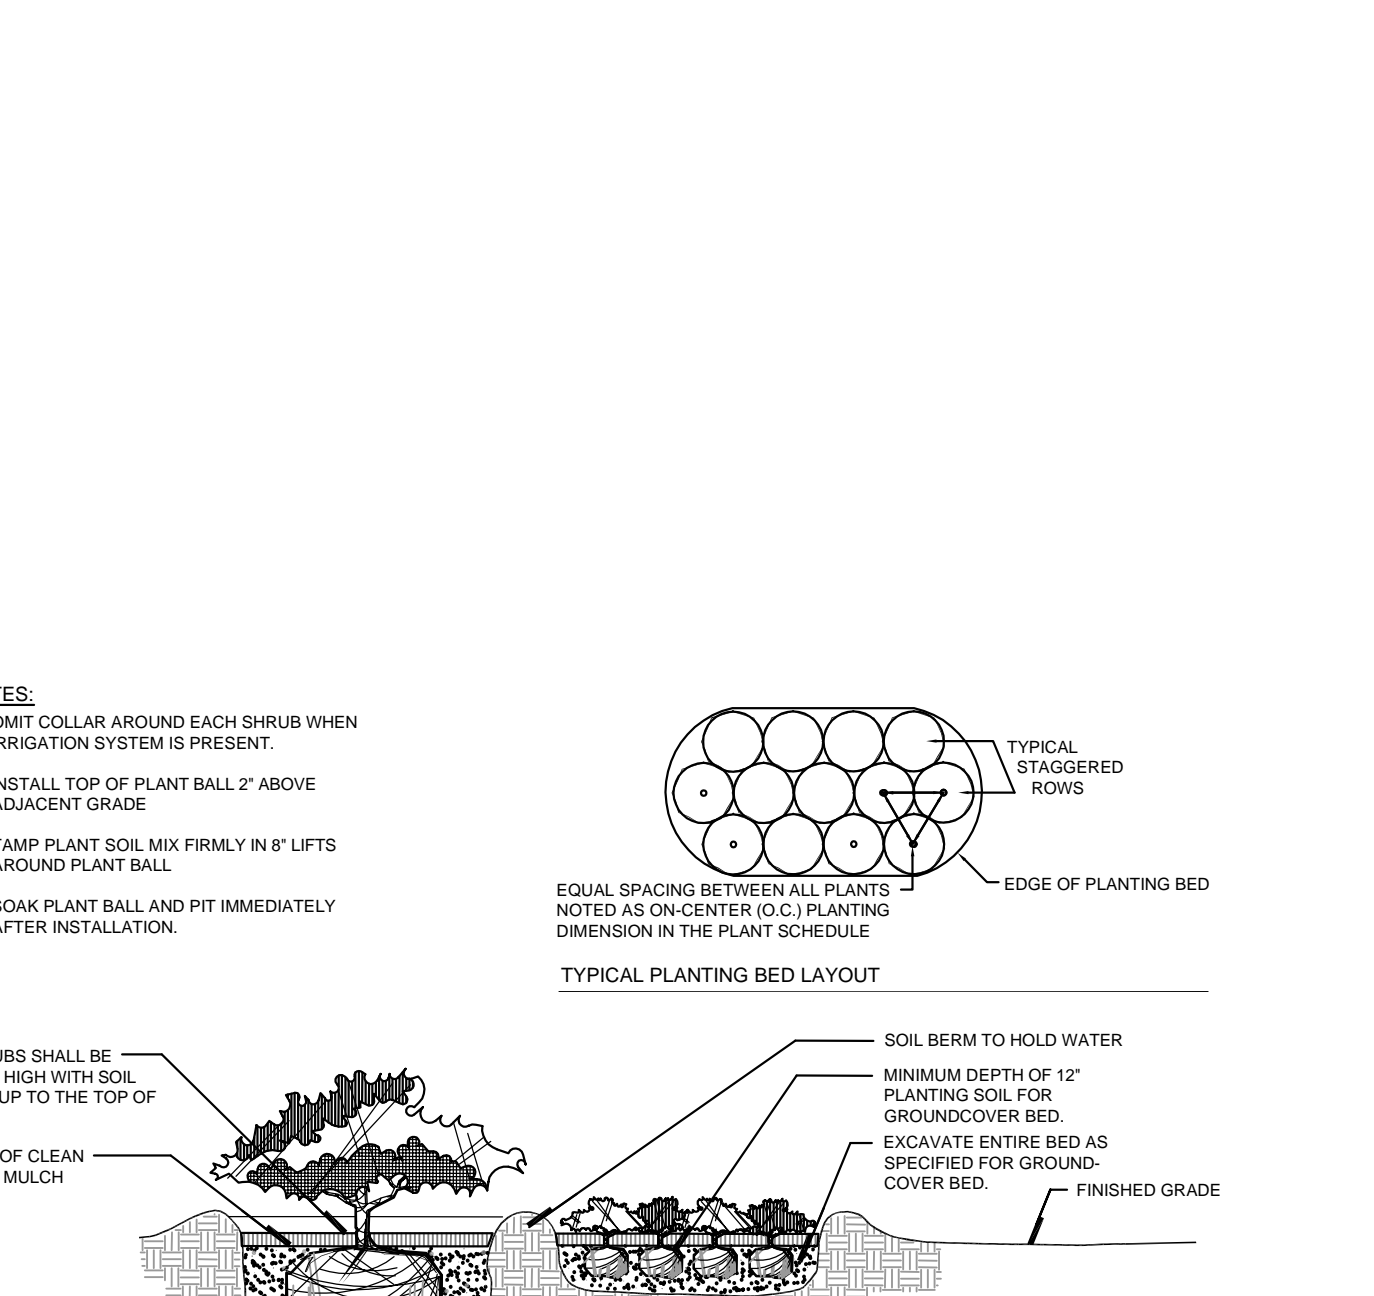 TES:
OMIT COLLAR AROUND EACH SHRUB WHEN
IRRIGATION SYSTEM IS PRESENT.
INSTALL TOP OF PLANT BALL 2" ABOVE
ADJACENT GRADE
TAMP PLANT SOIL MIX FIRMLY IN 8" LIFTS
AROUND PLANT BALL
SOAK PLANT BALL AND PIT IMMEDIATELY
AFTER INSTALLATION.
TYPICAL
STAGGERED
ROWS
EDGE OF PLANTING BED
EQUAL SPACING BETWEEN ALL PLANTS
NOTED AS ON-CENTER (O.C.) PLANTING
DIMENSION IN THE PLANT SCHEDULE
TYPICAL PLANTING BED LAYOUT
UBS SHALL BE
HIGH WITH SOIL
UP TO THE TOP OF
OF CLEAN
MULCH
SOIL BERM TO HOLD WATER
MINIMUM DEPTH OF 12"
PLANTING SOIL FOR
GROUNDCOVER BED.
EXCAVATE ENTIRE BED AS
SPECIFIED FOR GROUND-
COVER BED.
FINISHED GRADE